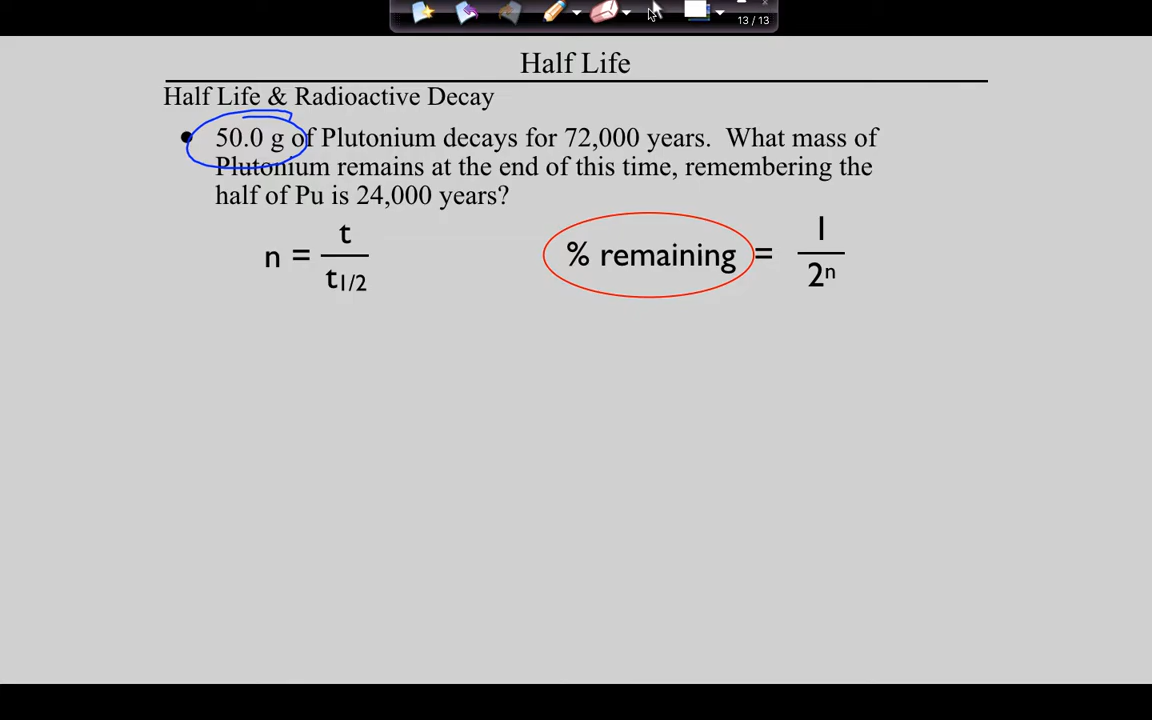 13 / 13
Half Life
Half Life & Radioactive Decay
• 50.0 g of Plutonium decays for 72,000 years. What mass of
Plutonium remains at the end of this time, remembering the
half of Pu is 24,000 years?
n = t / t1/2
% remaining = 1 / 2ⁿ